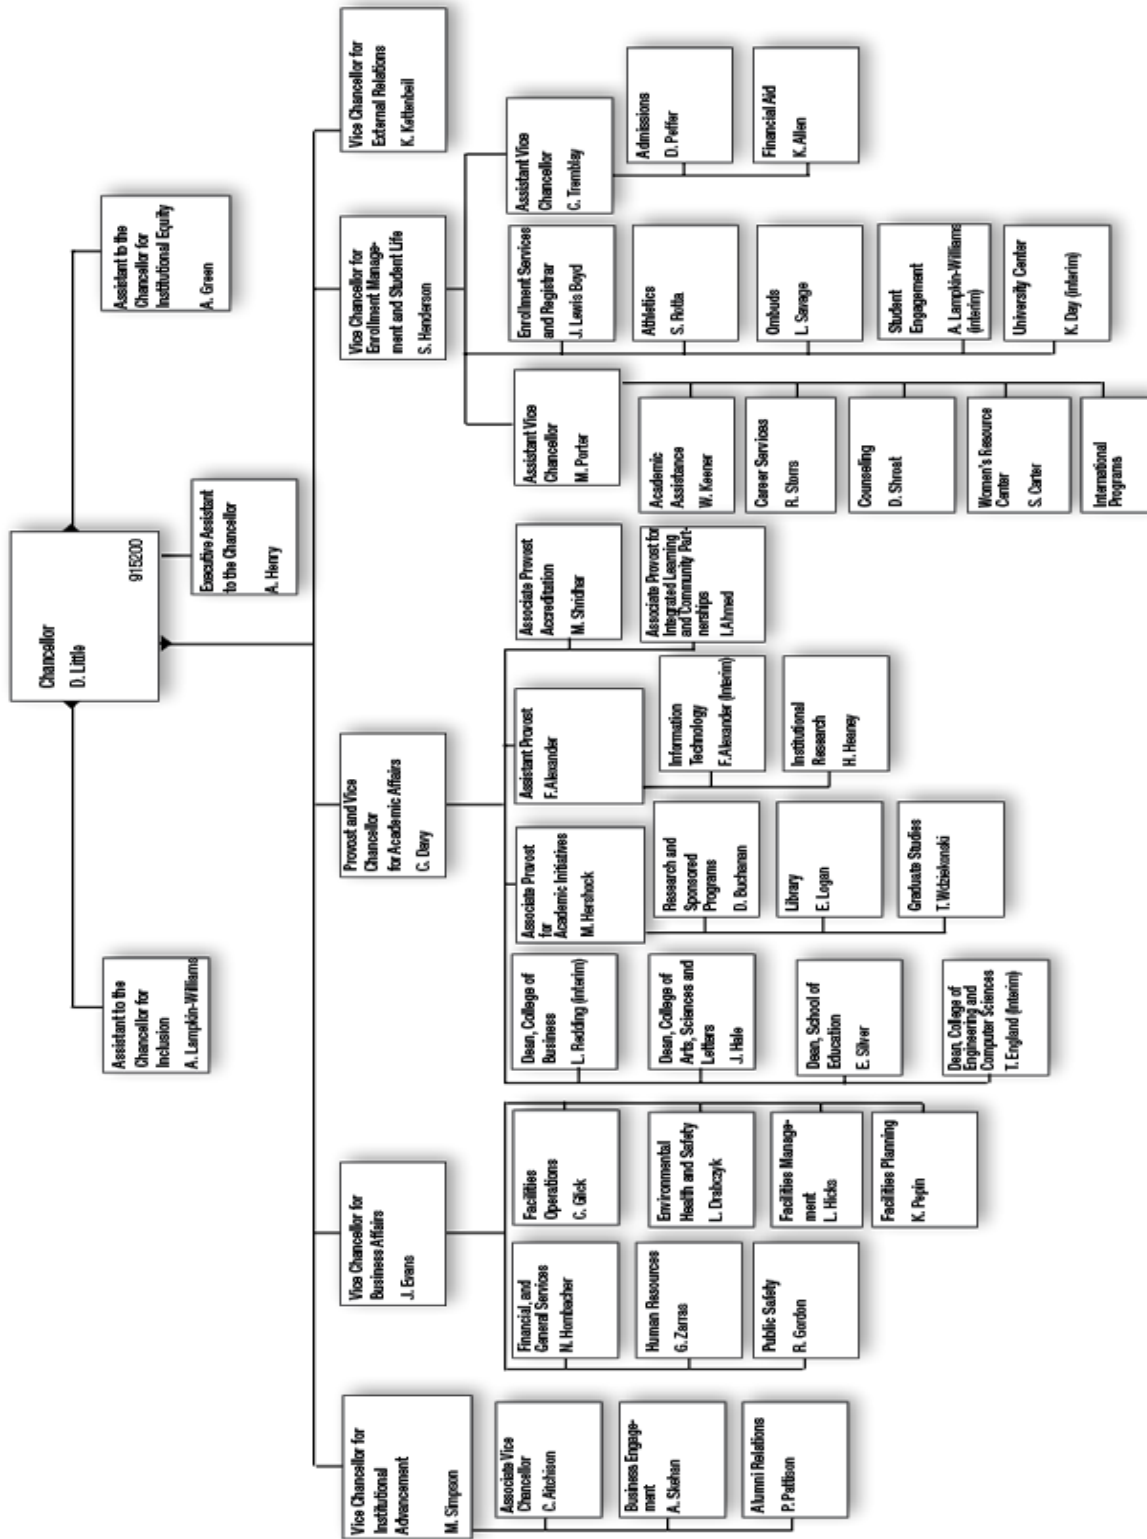 Chancellor
D. Little
915200
Assistant to the
Chancellor for
Inclusion
A. Lampkin-Williams
Executive Assistant
to the Chancellor
A. Henry
Assistant to the
Chancellor for
Institutional Equity
A. Green
Vice Chancellor for
Institutional
Advancement
M. Simpson
Associate Vice
Chancellor
C. Aitchison
Business Engage-
ment
A. Skehan
Alumni Relations
P. Pattison
Vice Chancellor for
Business Affairs
J. Evans
Financial, and
General Services
N. Hornbacher
Human Resources
G. Zarras
Public Safety
R. Gordon
Facilities
Operations
C. Glick
Environmental
Health and Safety
L. Drabczyk
Facilities Manage-
ment
L. Hicks
Facilities Planning
K. Pepin
Provost and Vice
Chancellor
for Academic Affairs
C. Davy
Dean, College of
Business
L. Redding (Interim)
Dean, College of
Arts, Sciences and
Letters
J. Hale
Dean, School of
Education
E. Silver
Dean, College of
Engineering and
Computer Sciences
T. England (Interim)
Associate Provost
for
Academic Initiatives
M. Hershock
Research and
Sponsored
Programs
D. Buchanan
Library
E. Logan
Graduate Studies
T. Wdziekonski
Assistant Provost
F. Alexander
Information
Technology
F. Alexander (Interim)
Institutional
Research
H. Heaney
Associate Provost
Accreditation
M. Shridhar
Associate Provost for
Integrated Learning
and Community Part-
nerships
I. Ahmed
Vice Chancellor for
Enrollment Manage-
ment and Student Life
S. Henderson
Assistant Vice
Chancellor
M. Porter
Academic
Assistance
W. Keener
Career Services
R. Storrs
Counseling
D. Shroat
Women's Resource
Center
S. Carter
International
Programs
Enrollment Services
and Registrar
J. Lewis Boyd
Athletics
S. Rotta
Ombuds
L. Savage
Student
Engagement
A. Lampkin-Williams
(interim)
University Center
K. Day (interim)
Assistant Vice
Chancellor
C. Tremblay
Admissions
D. Peffer
Financial Aid
K. Allen
Vice Chancellor for
External Relations
K. Kettenbeil